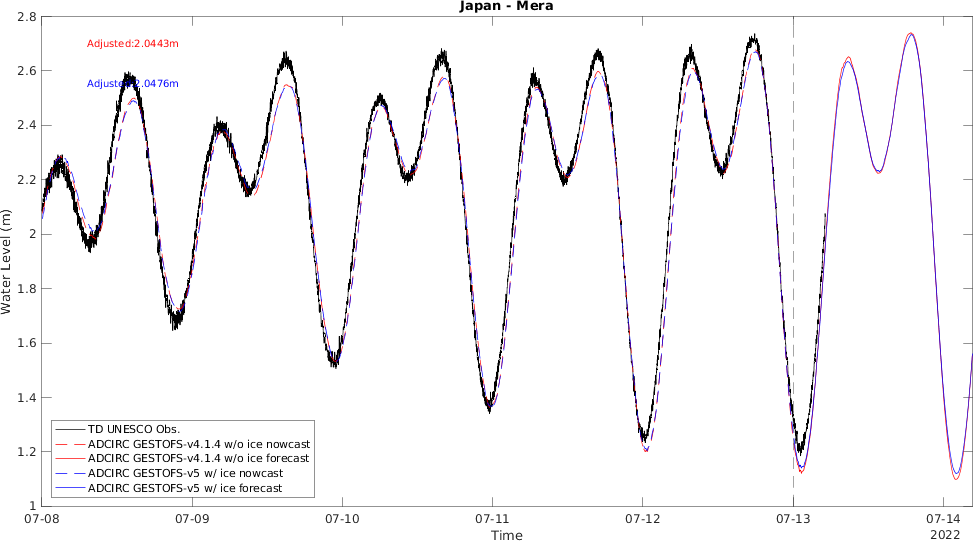 Japan - Mera
2.8
2.6
2.4
2.2
2
1.8
1.6
1.4
1.2
1
Water Level (m)
Adjusted:2.0443m
Adjusted:2.0476m
TD UNESCO Obs.
ADCIRC GESTOFS-v4.1.4 w/o ice nowcast
ADCIRC GESTOFS-v4.1.4 w/o ice forecast
ADCIRC GESTOFS-v5 w/ ice nowcast
ADCIRC GESTOFS-v5 w/ ice forecast
07-08 07-09 07-10 07-11 07-12 07-13 07-14
Time 2022